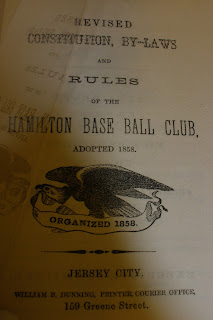 REVISED
CONSTITUTION, BY-LAWS
AND
RULES
OF THE
HAMILTON BASE BALL CLUB,
ADOPTED 1858.
ORGANIZED 1858.
JERSEY CITY,
WILLIAM B. DUNNING, PRINTER, COURIER OFFICE,
159 Greene Street.